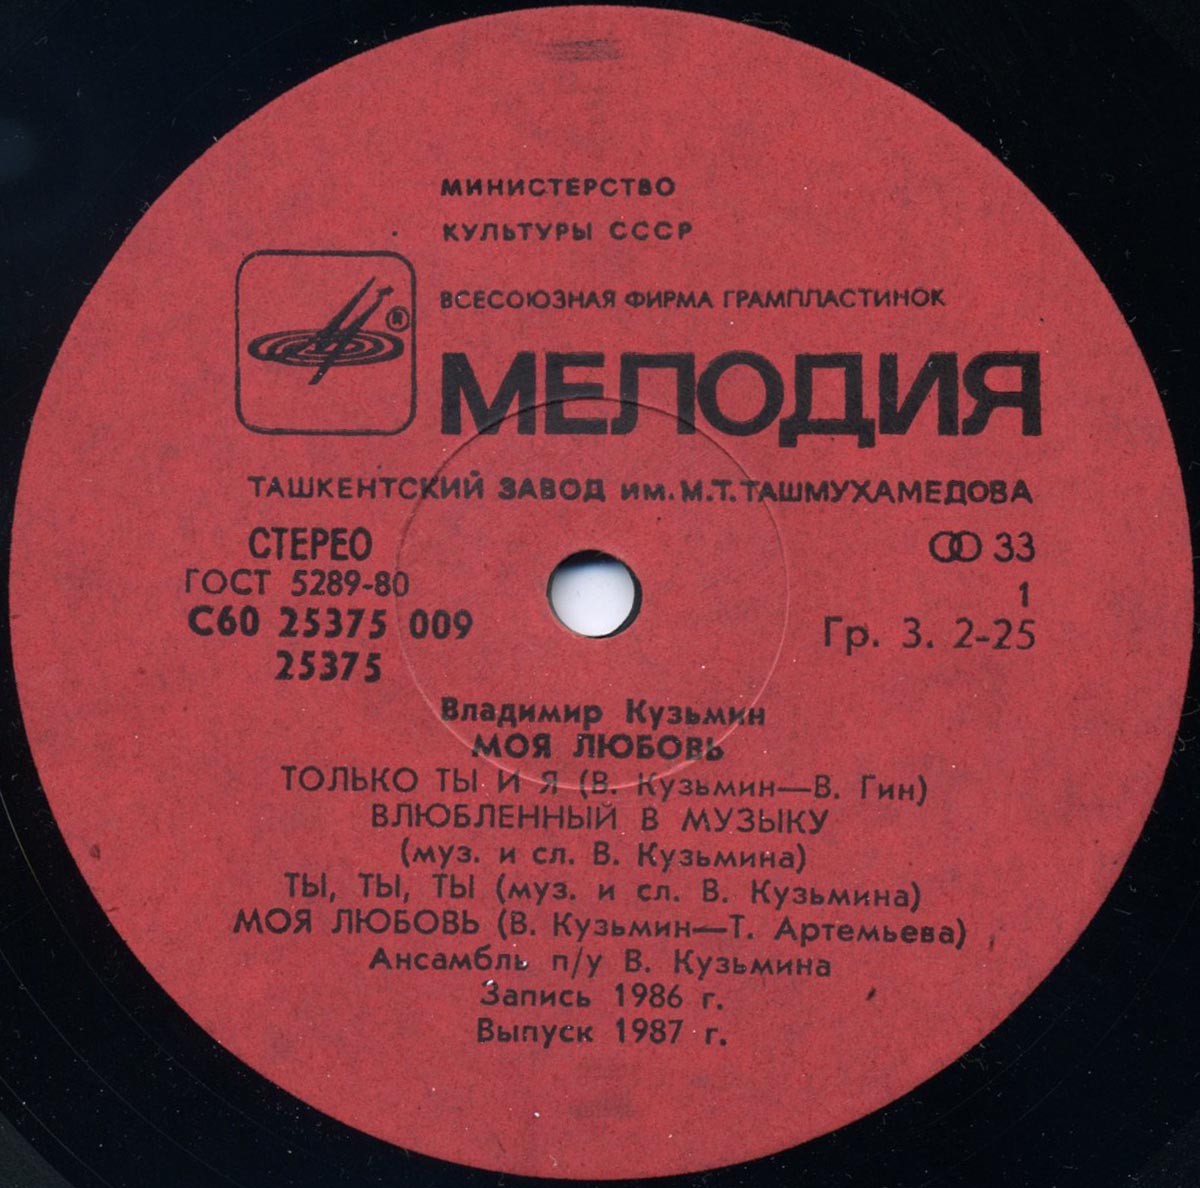 МИНИСТЕРСТВО
КУЛЬТУРЫ СССР
ВСЕСОЮЗНАЯ ФИРМА ГРАМПЛАСТИНОК
®
МЕЛОДИЯ
ТАШКЕНТСКИЙ ЗАВОД ИМ. М.Т. ТАШМУХАМЕДОВА
СТЕРЕО
33
ГОСТ 5289-80
1
С60 25375 009
Гр. 3. 2-25
25375
Владимир Кузьмин
МОЯ ЛЮБОВЬ
ТОЛЬКО ТЫ И Я (В. Кузьмин—В. Гин)
ВЛЮБЛЕННЫЙ В МУЗЫКУ
(муз. и сл. В. Кузьмина)
ТЫ, ТЫ, ТЫ (муз. и сл. В. Кузьмина)
МОЯ ЛЮБОВЬ (В. Кузьмин—Т. Артемьева)
Ансамбль п/у В. Кузьмина
Запись 1986 г.
Выпуск 1987 г.